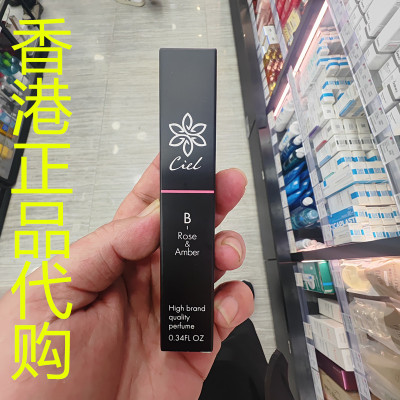 香港正品代购
Ciel
B
-
Rose
&
Amber
High brand
quality
perfume
0.34FL OZ